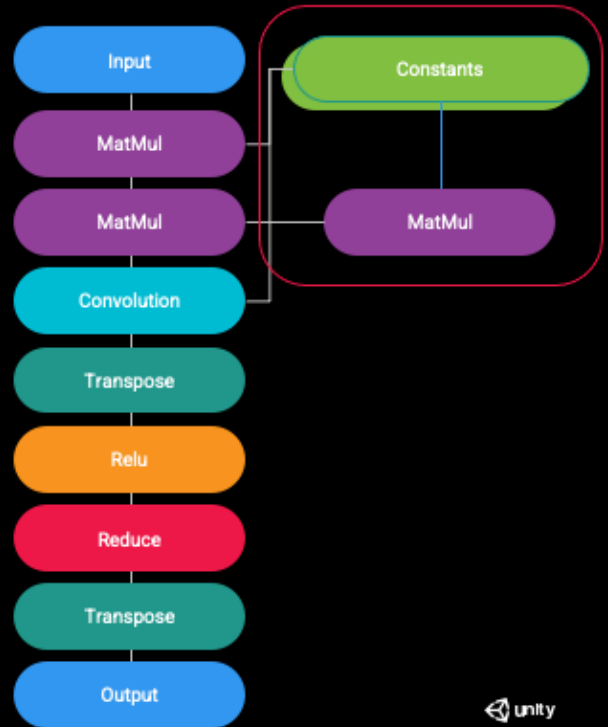 Input
Constants
MatMul
MatMul
MatMul
Convolution
Transpose
Relu
Reduce
Transpose
Output
unity